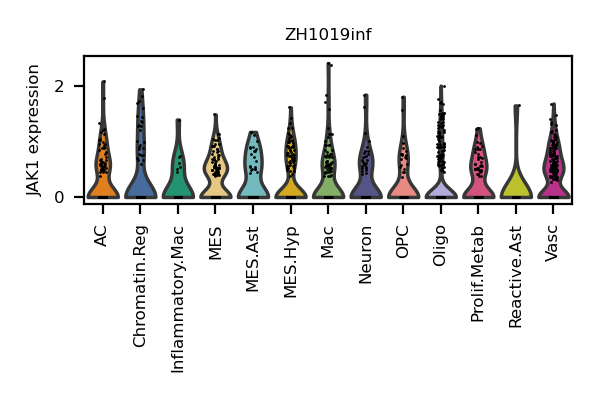 ZH1019inf
JAK1 expression
2
0
AC
Chromatin.Reg
Inflammatory.Mac
MES
MES.Ast
MES.Hyp
Mac
Neuron
OPC
Oligo
Prolif.Metab
Reactive.Ast
Vasc